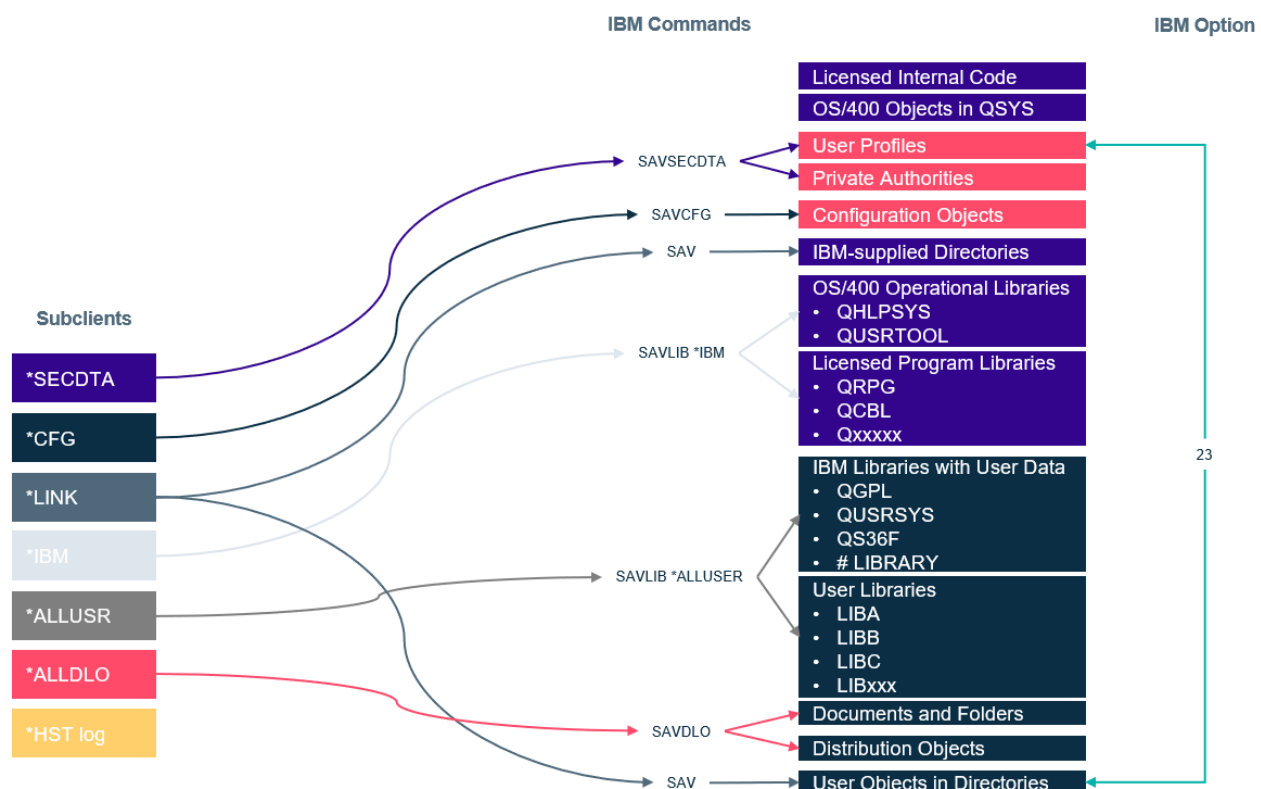 IBM Commands
IBM Option
Subclients
*SECDTA
*CFG
*LINK
*IBM
*ALLUSR
*ALLDLO
*HST log
SAVSECDTA
SAVCFG
SAV
SAVLIB *IBM
SAVLIB *ALLUSER
SAVDLO
SAV
Licensed Internal Code
OS/400 Objects in QSYS
User Profiles
Private Authorities
Configuration Objects
IBM-supplied Directories
OS/400 Operational Libraries
• QHLPSYS
• QUSRTOOL
Licensed Program Libraries
• QRPG
• QCBL
• Qxxxxx
IBM Libraries with User Data
• QGPL
• QUSRSYS
• QS36F
• # LIBRARY
User Libraries
• LIBA
• LIBB
• LIBC
• LIBxxx
Documents and Folders
Distribution Objects
User Objects in Directories
23